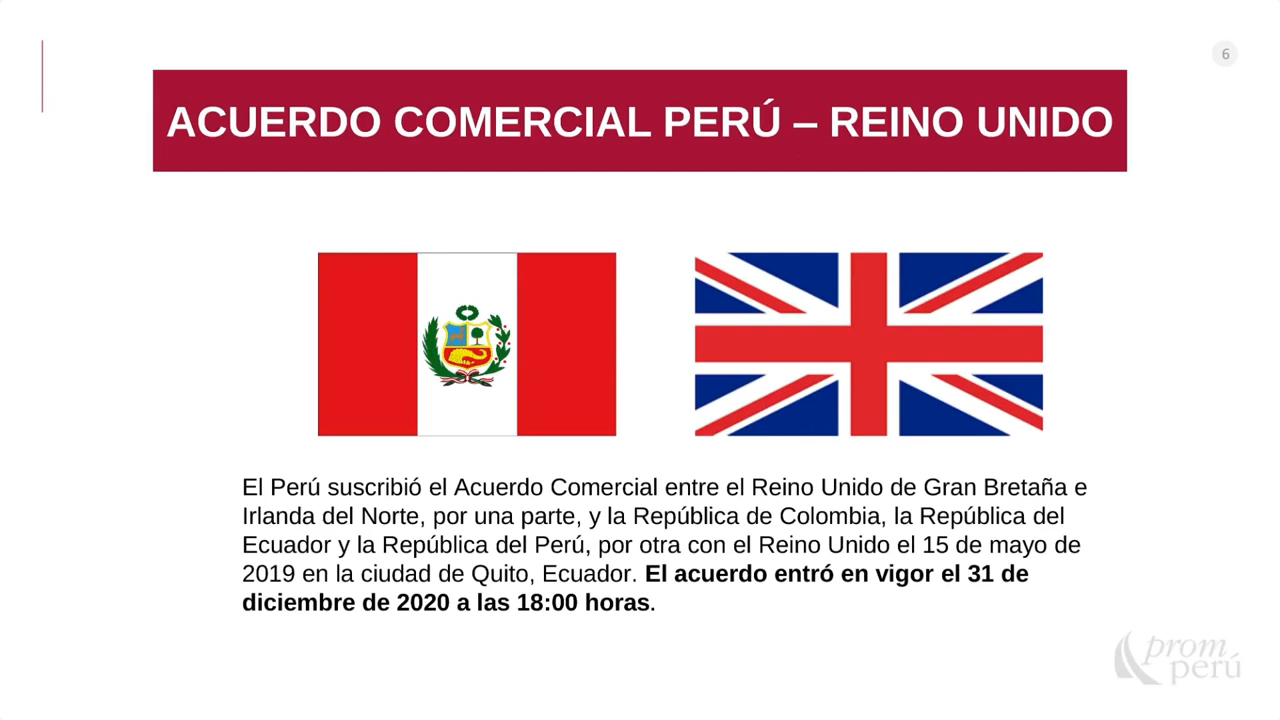 6
ACUERDO COMERCIAL PERÚ – REINO UNIDO
El Perú suscribió el Acuerdo Comercial entre el Reino Unido de Gran Bretaña e
Irlanda del Norte, por una parte, y la República de Colombia, la República del
Ecuador y la República del Perú, por otra con el Reino Unido el 15 de mayo de
2019 en la ciudad de Quito, Ecuador. El acuerdo entró en vigor el 31 de
diciembre de 2020 a las 18:00 horas.
prom
perú